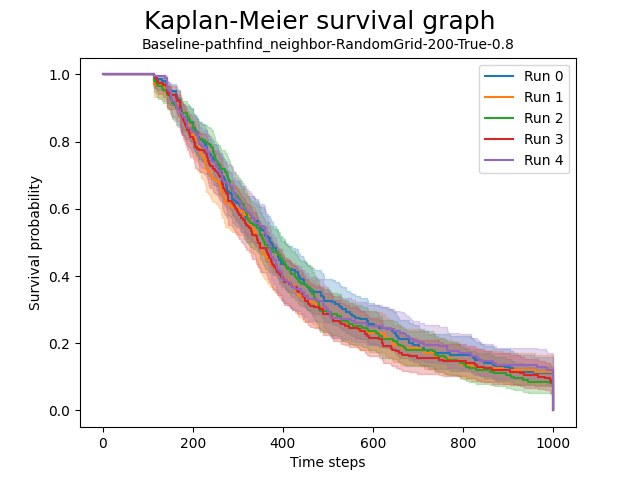 Kaplan-Meier survival graph
Baseline-pathfind_neighbor-RandomGrid-200-True-0.8
Survival probability
1.0
0.8
0.6
0.4
0.2
0.0
Run 0
Run 1
Run 2
Run 3
Run 4
0 200 400 600 800 1000
Time steps